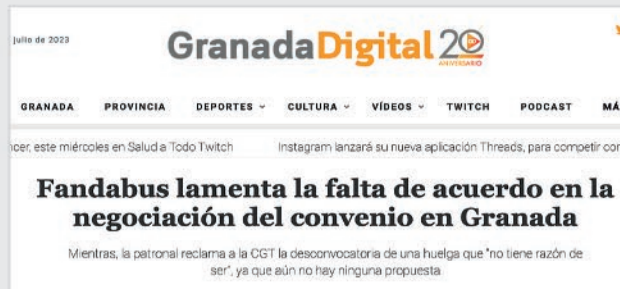 julio de 2023
GranadaDigital 20
ANIVERSARIO
GRANADA PROVINCIA DEPORTES CULTURA VÍDEOS TWITCH PODCAST MÁ
cer, este miércoles en Salud a Todo Twitch Instagram lanzará su nueva aplicación Threads, para competir con
Fandabus lamenta la falta de acuerdo en la
negociación del convenio en Granada
Mientras, la patronal reclama a la CGT la desconvocatoria de una huelga que "no tiene razón de
ser", ya que aún no hay ninguna propuesta